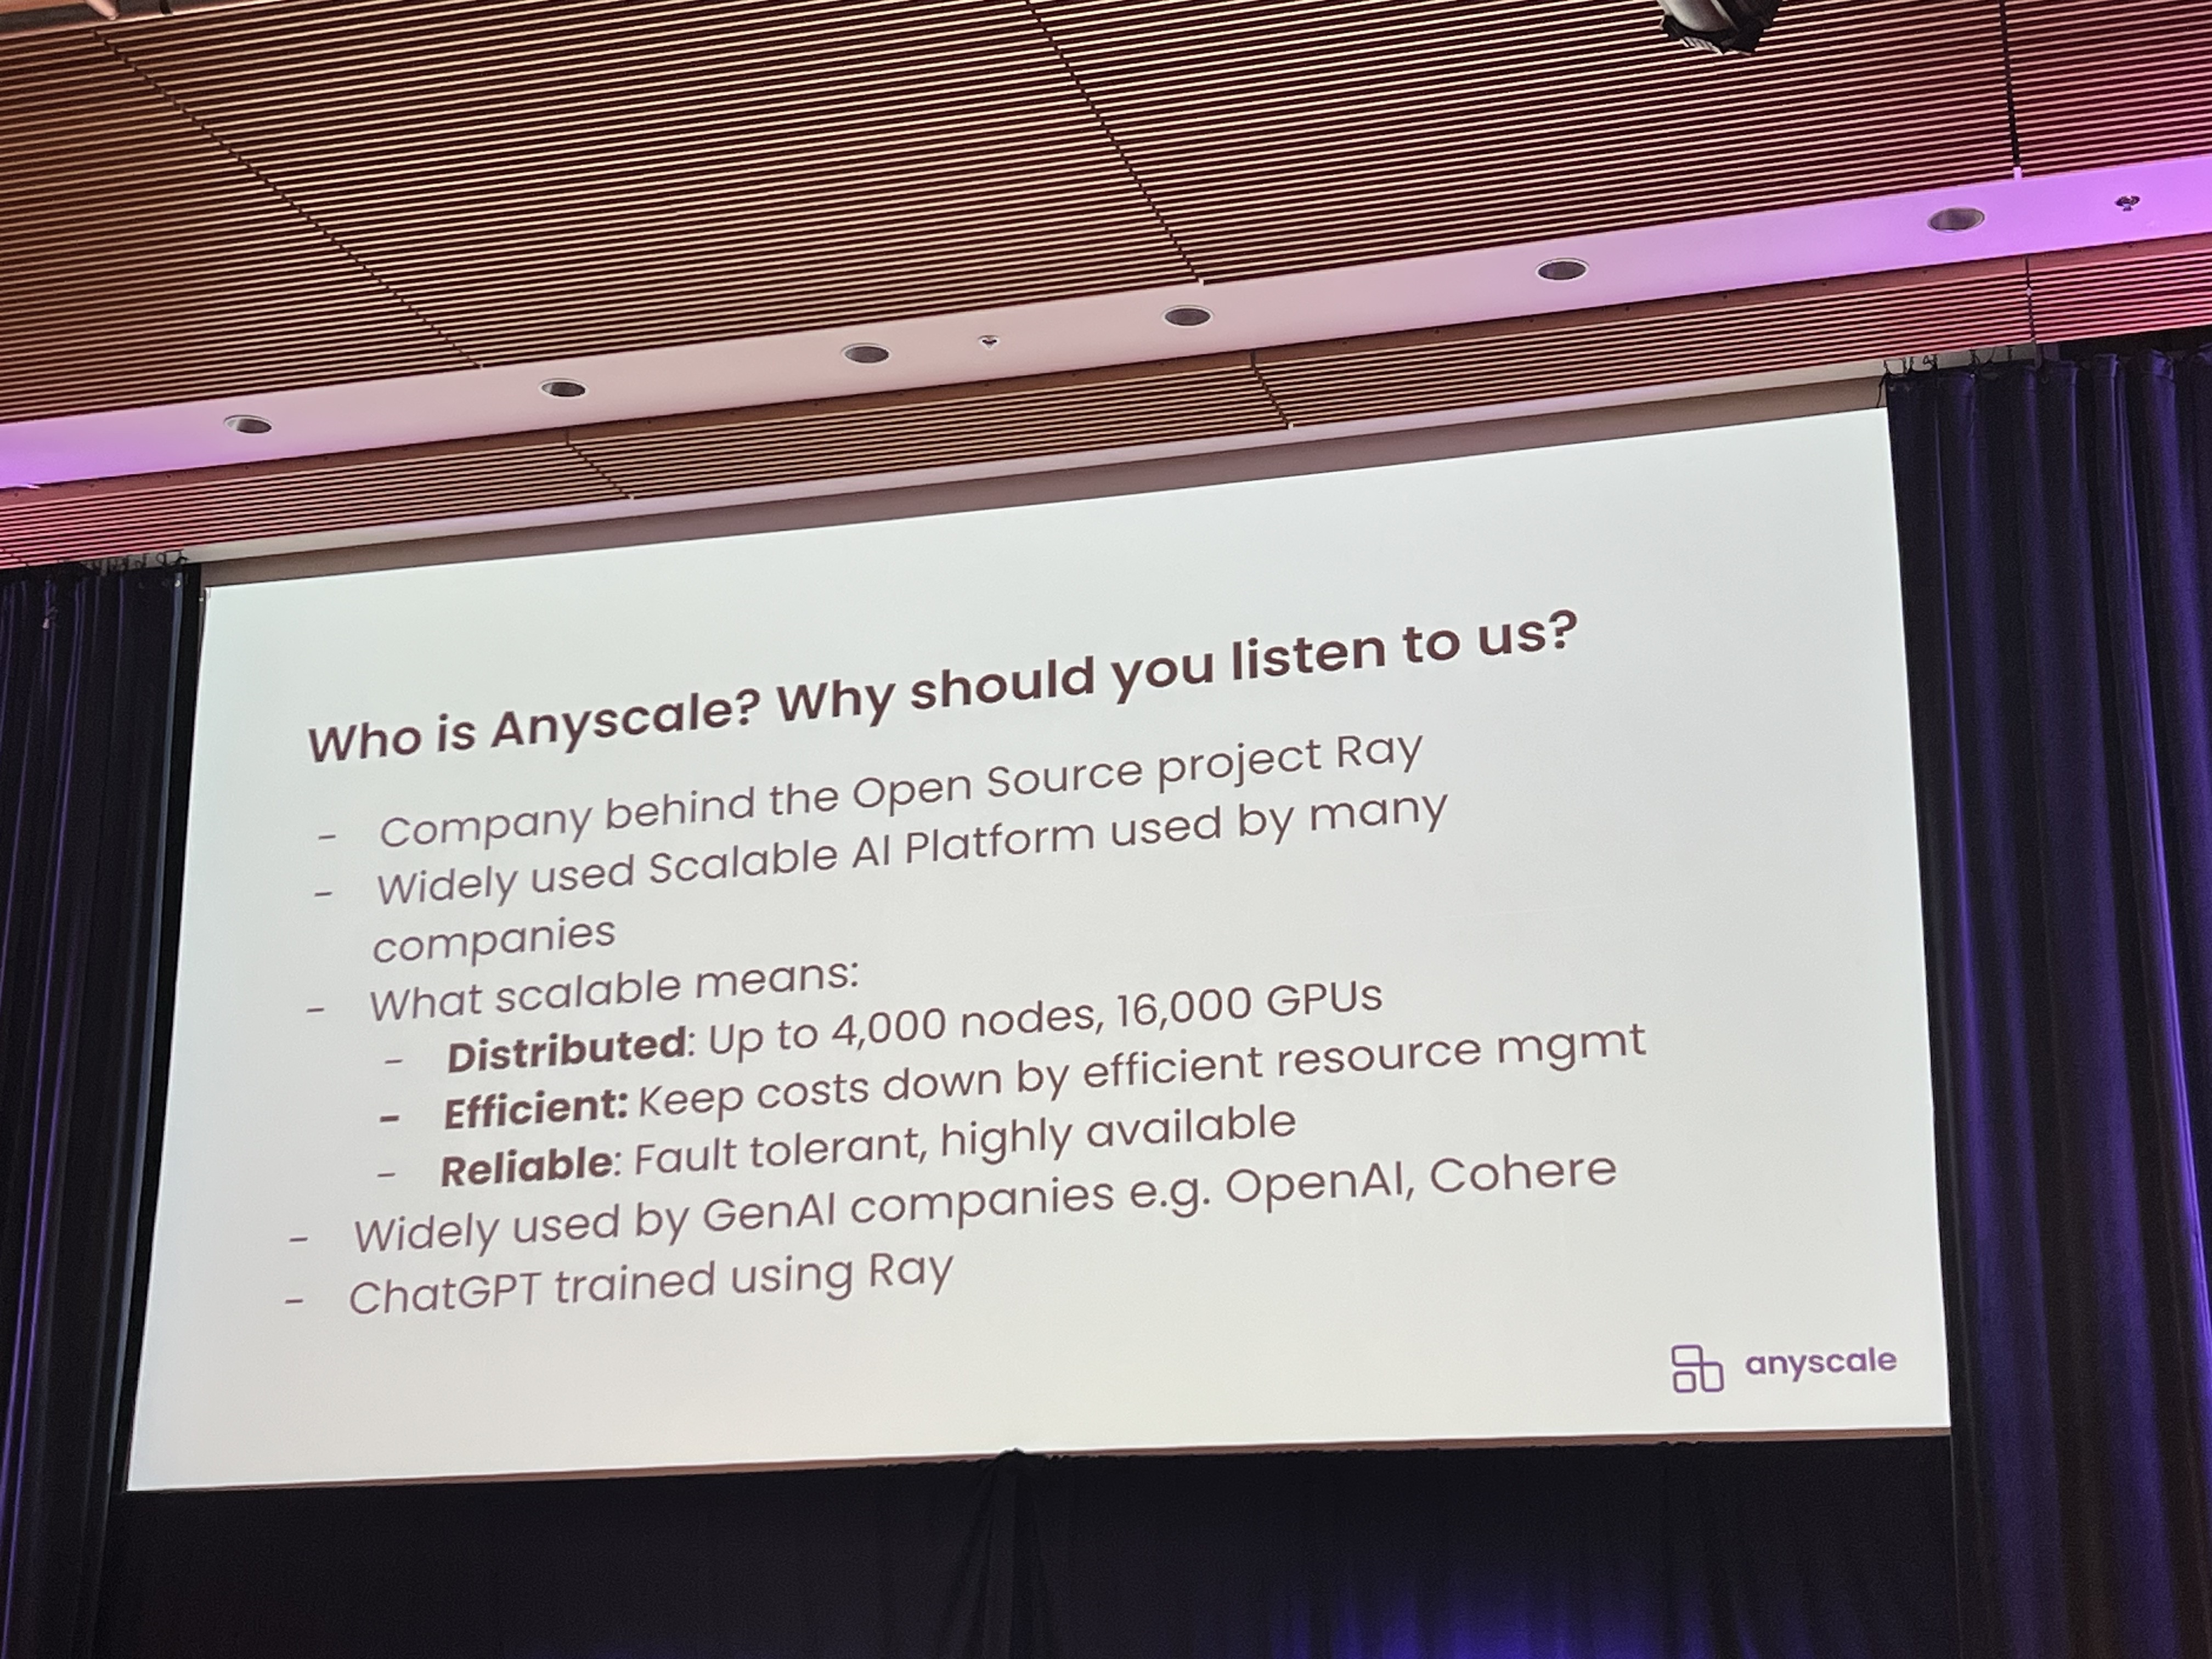 Who is Anyscale? Why should you listen to us?
- Company behind the Open Source project Ray
- Widely used Scalable AI Platform used by many
companies
- What scalable means:
- Distributed: Up to 4,000 nodes, 16,000 GPUs
- Efficient: Keep costs down by efficient resource mgmt
- Reliable: Fault tolerant, highly available
- Widely used by GenAI companies e.g. OpenAI, Cohere
- ChatGPT trained using Ray
anyscale